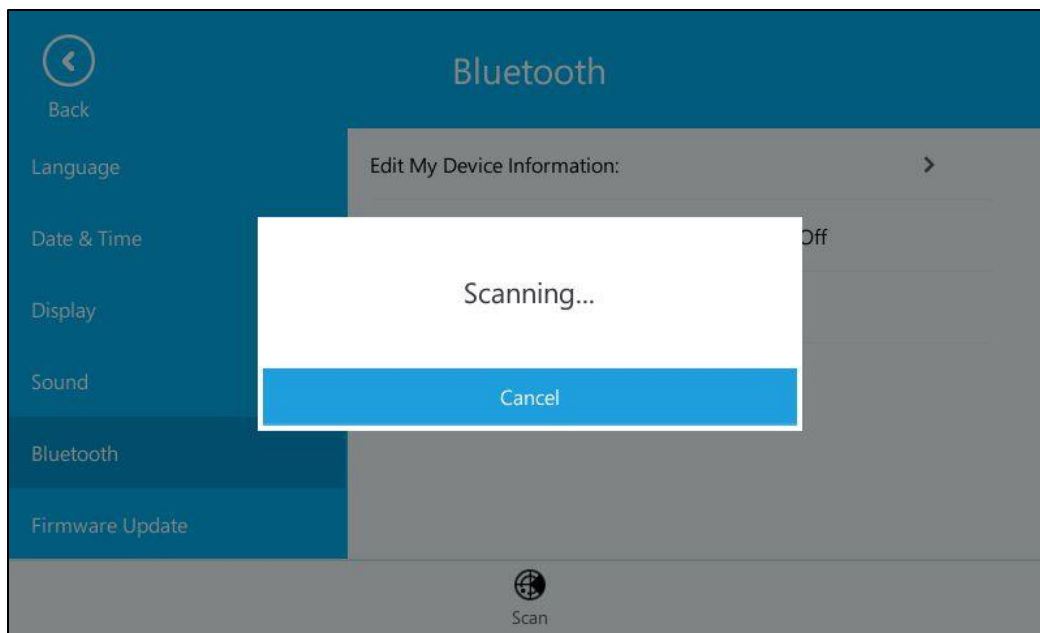 Bluetooth
Back
Language
Edit My Device Information:
Date & Time
Off
Scanning...
Display
Sound
Cancel
Bluetooth
Firmware Update
Scan